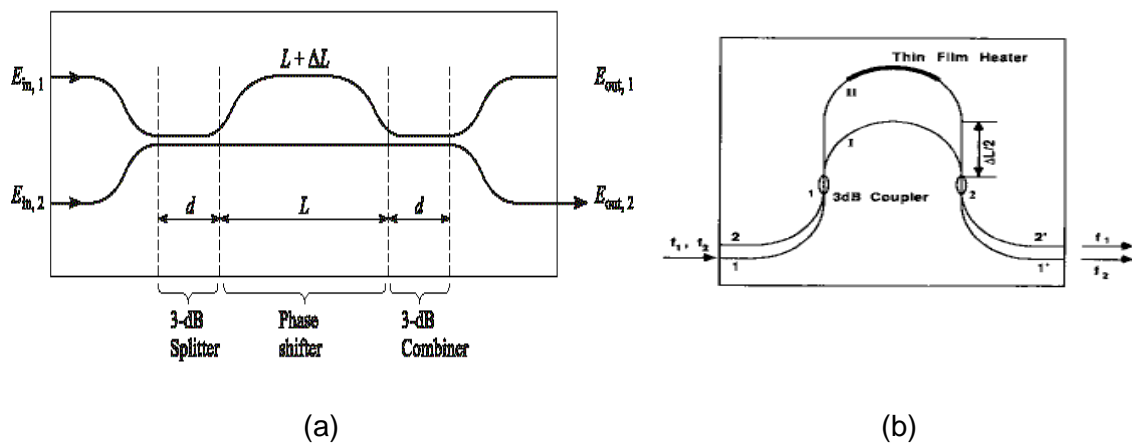 L + ΔL
E_in, 1
E_out, 1
E_in, 2
E_out, 2
d
L
d
3-dB
Splitter
Phase
shifter
3-dB
Combiner
(a)
Thin Film Heater
II
I
ΔL/2
1
3dB Coupler
2
2
2'
f₁
f₁, f₂
1
1'
f₂
(b)